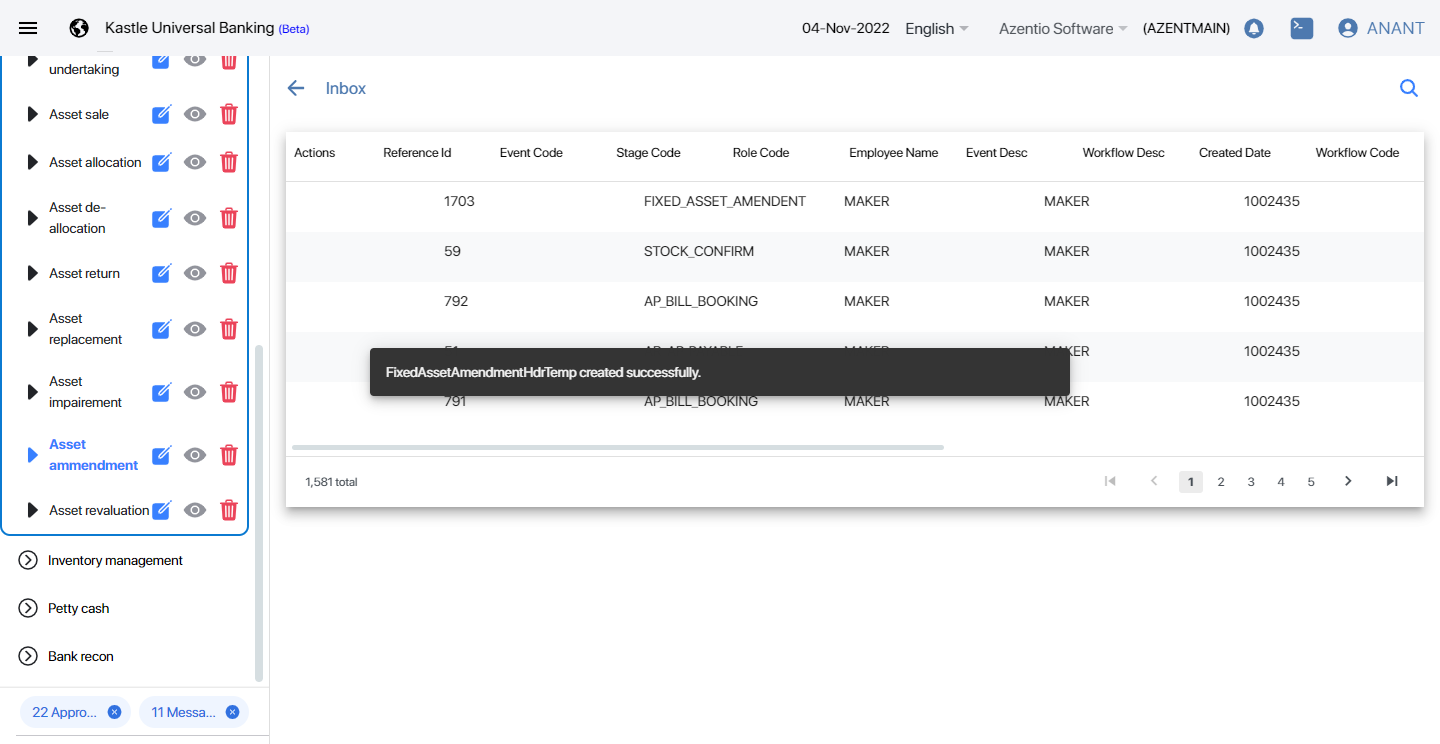 Kastle Universal Banking (Beta)
04-Nov-2022
English
Azentio Software
(AZENTMAIN)
ANANT
undertaking
Asset sale
Asset allocation
Asset de-
allocation
Asset return
Asset
replacement
Asset
impairement
Asset
ammendment
Asset revaluation
Inventory management
Petty cash
Bank recon
22 Appro...
11 Messa...
Inbox
Actions Reference Id Event Code Stage Code Role Code Employee Name Event Desc Workflow Desc Created Date Workflow Code
1703 FIXED_ASSET_AMENDENT MAKER MAKER 1002435
59 STOCK_CONFIRM MAKER MAKER 1002435
792 AP_BILL_BOOKING MAKER MAKER 1002435
MAKER 1002435
FixedAssetAmendmentHdrTemp created successfully.
791 AP_BILL_BOOKING MAKER MAKER 1002435
1,581 total
1 2 3 4 5